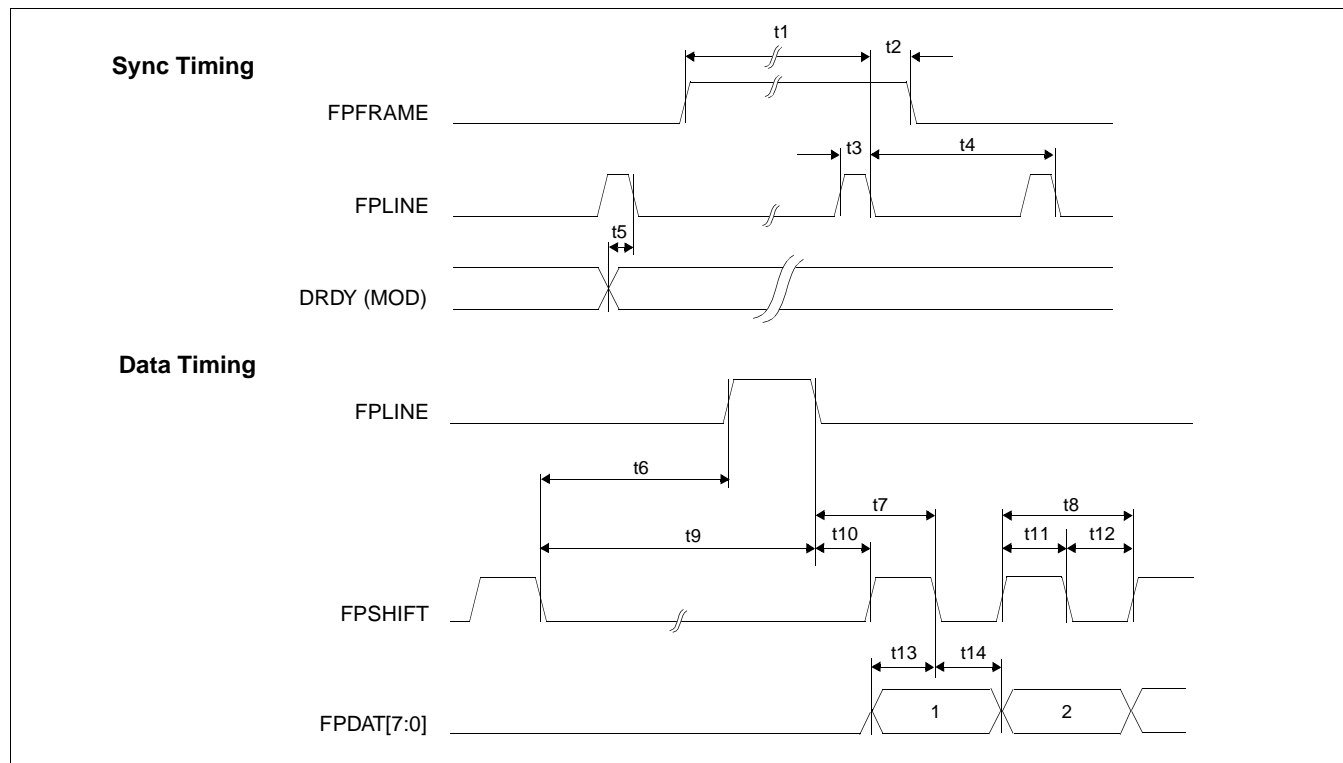 Sync Timing
t1
t2
FPFRAME
t3
t4
FPLINE
t5
DRDY (MOD)
Data Timing
FPLINE
t6
t7
t8
t9
t10
t11
t12
FPSHIFT
t13
t14
FPDAT[7:0]
1
2